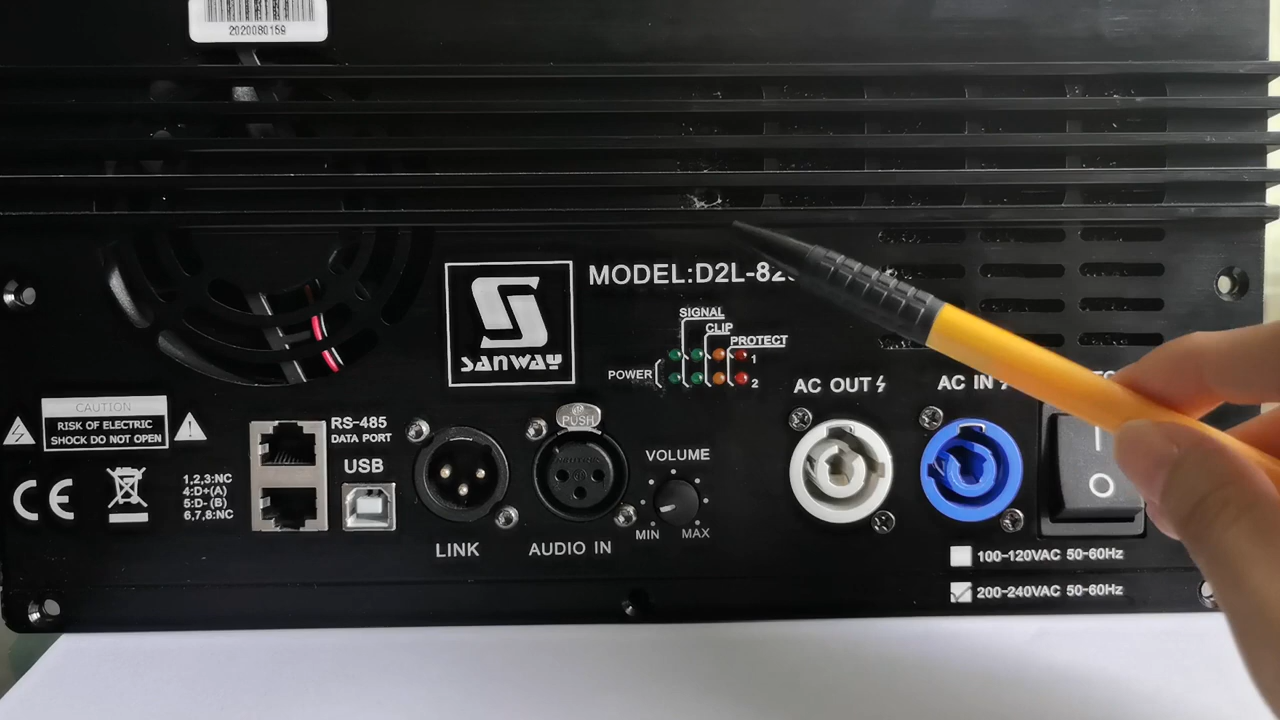 2020080159
MODEL:D2L-82
SANWAY
SIGNAL
CLIP
PROTECT
POWER
1
2
AC OUT
AC IN
CAUTION
RISK OF ELECTRIC
SHOCK DO NOT OPEN
RS-485
DATA PORT
USB
PUSH
VOLUME
MIN
MAX
CE
1,2,3:NC
4:D+(A)
5:D-(B)
6,7,8:NC
LINK
AUDIO IN
I
O
100-120VAC 50-60Hz
200-240VAC 50-60Hz